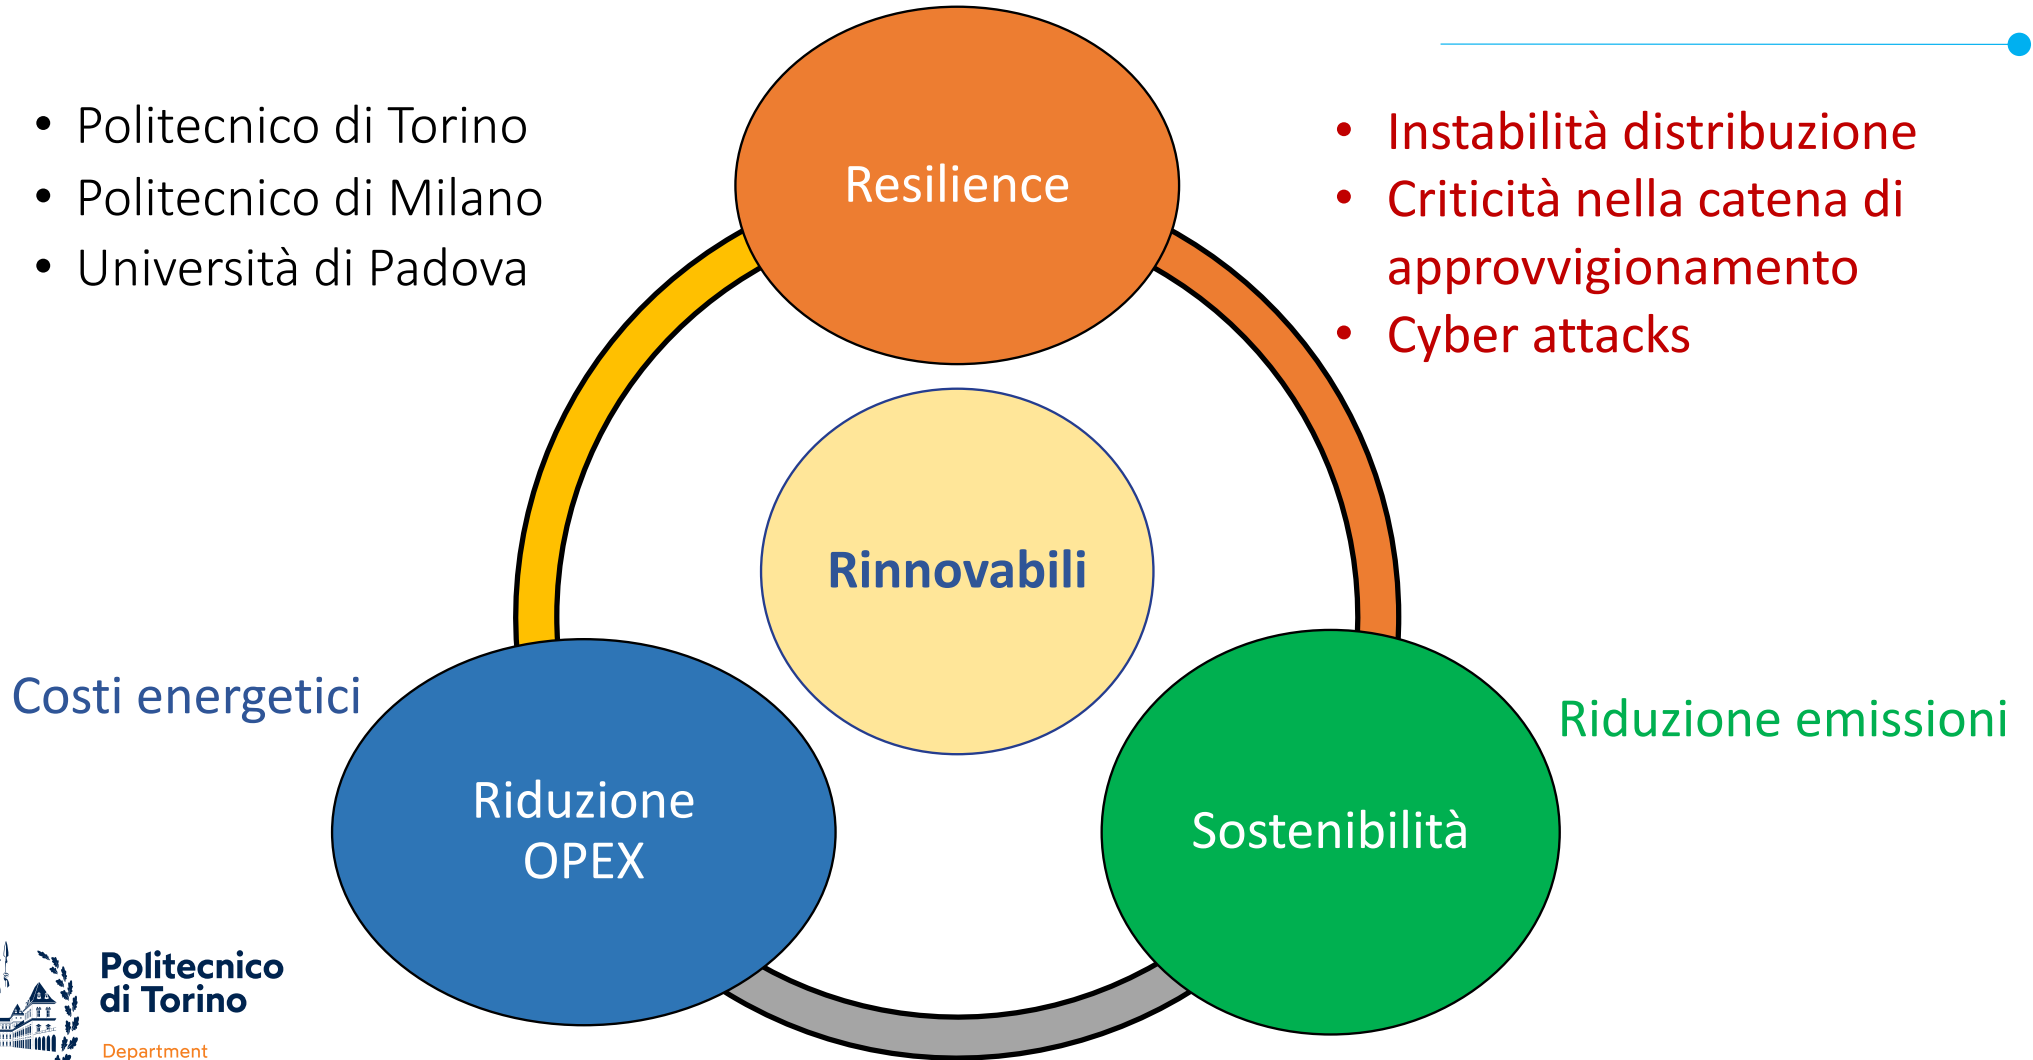 • Politecnico di Torino
• Politecnico di Milano
• Università di Padova
Resilience
• Instabilità distribuzione
• Criticità nella catena di
approvvigionamento
• Cyber attacks
Rinnovabili
Costi energetici
Riduzione
OPEX
Sostenibilità
Riduzione emissioni
Politecnico
di Torino
Department